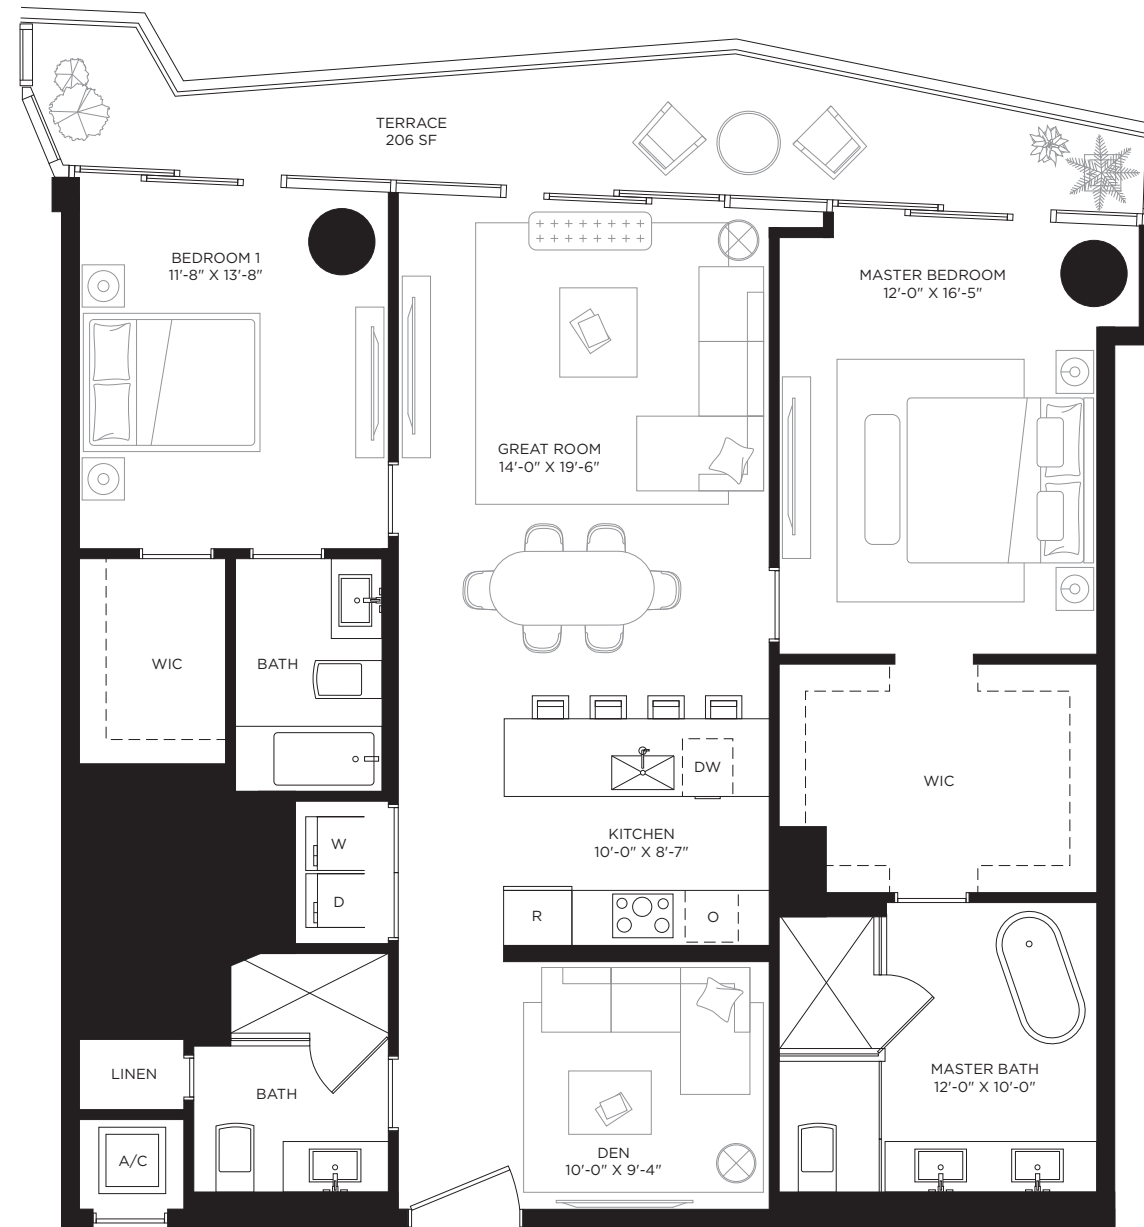 TERRACE
206 SF
BEDROOM 1
11'-8" X 13'-8"
MASTER BEDROOM
12'-0" X 16'-5"
GREAT ROOM
14'-0" X 19'-6"
WIC
BATH
DW
WIC
KITCHEN
10'-0" X 8'-7"
W
D
R
O
LINEN
BATH
MASTER BATH
12'-0" X 10'-0"
A/C
DEN
10'-0" X 9'-4"